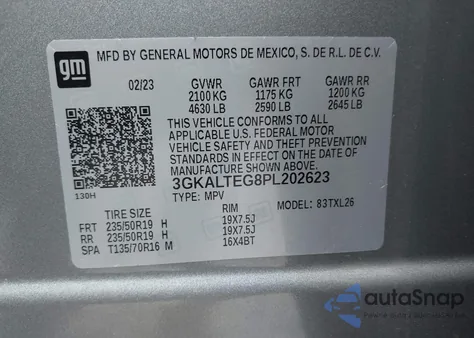 gm
MFD BY GENERAL MOTORS DE MEXICO, S. DE R.L. DE C.V.
02/23 GVWR GAWR FRT GAWR RR
2100 KG 1175 KG 1200 KG
4630 LB 2590 LB 2645 LB
THIS VEHICLE CONFORMS TO ALL
APPLICABLE U.S. FEDERAL MOTOR
VEHICLE SAFETY AND THEFT PREVENTION
STANDARDS IN EFFECT ON THE DATE OF
MANUFACTURE SHOWN ABOVE.
3GKALTEG8PL202623
130H TYPE: MPV MODEL: 83TXL26
TIRE SIZE RIM
FRT 235/50R19 H 19X7.5J
RR 235/50R19 H 19X7.5J
SPA T135/70R16 M 16X4BT
autoSnap